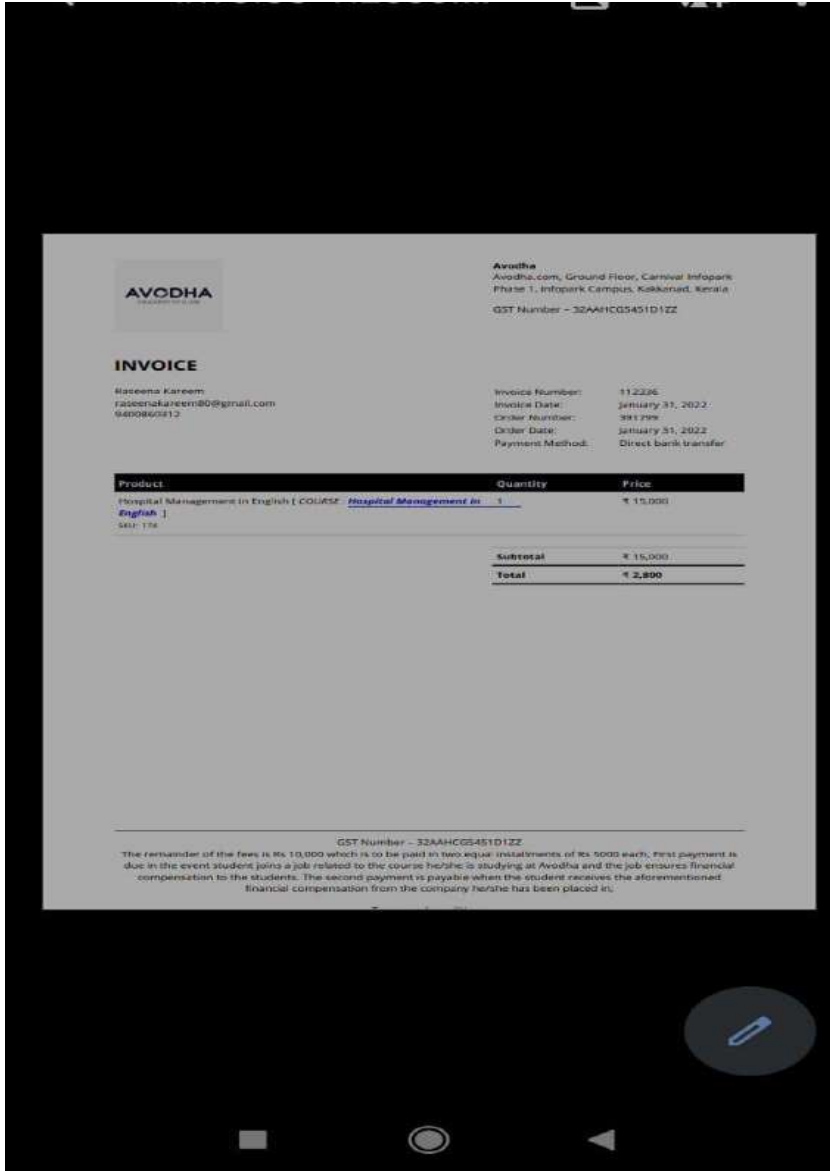 AVODHA
Avodha
Avodha.com, Ground Floor, Carnival Infopark
Phase 1, Infopark Campus, Kakkanad, Kerala
GST Number – 32AAHCG5451D1ZZ
INVOICE
Raseena Kareem
raseenakareem80@gmail.com
9400860312
Invoice Number: 112236
Invoice Date: January 31, 2022
Order Number: 391799
Order Date: January 31, 2022
Payment Method: Direct bank transfer
Product Quantity Price
Hospital Management in English [ COURSE : Hospital Management in 1 ₹ 15,000
English ]
SKU: 174
Subtotal ₹ 15,000
Total ₹ 2,800
GST Number – 32AAHCG5451D1ZZ
The remainder of the fees is Rs 10,000 which is to be paid in two equal instalments of Rs 5000 each, First payment is
due in the event student joins a job related to the course he/she is studying at Avodha and the job ensures financial
compensation to the students. The second payment is payable when the student receives the aforementioned
financial compensation from the company he/she has been placed in;